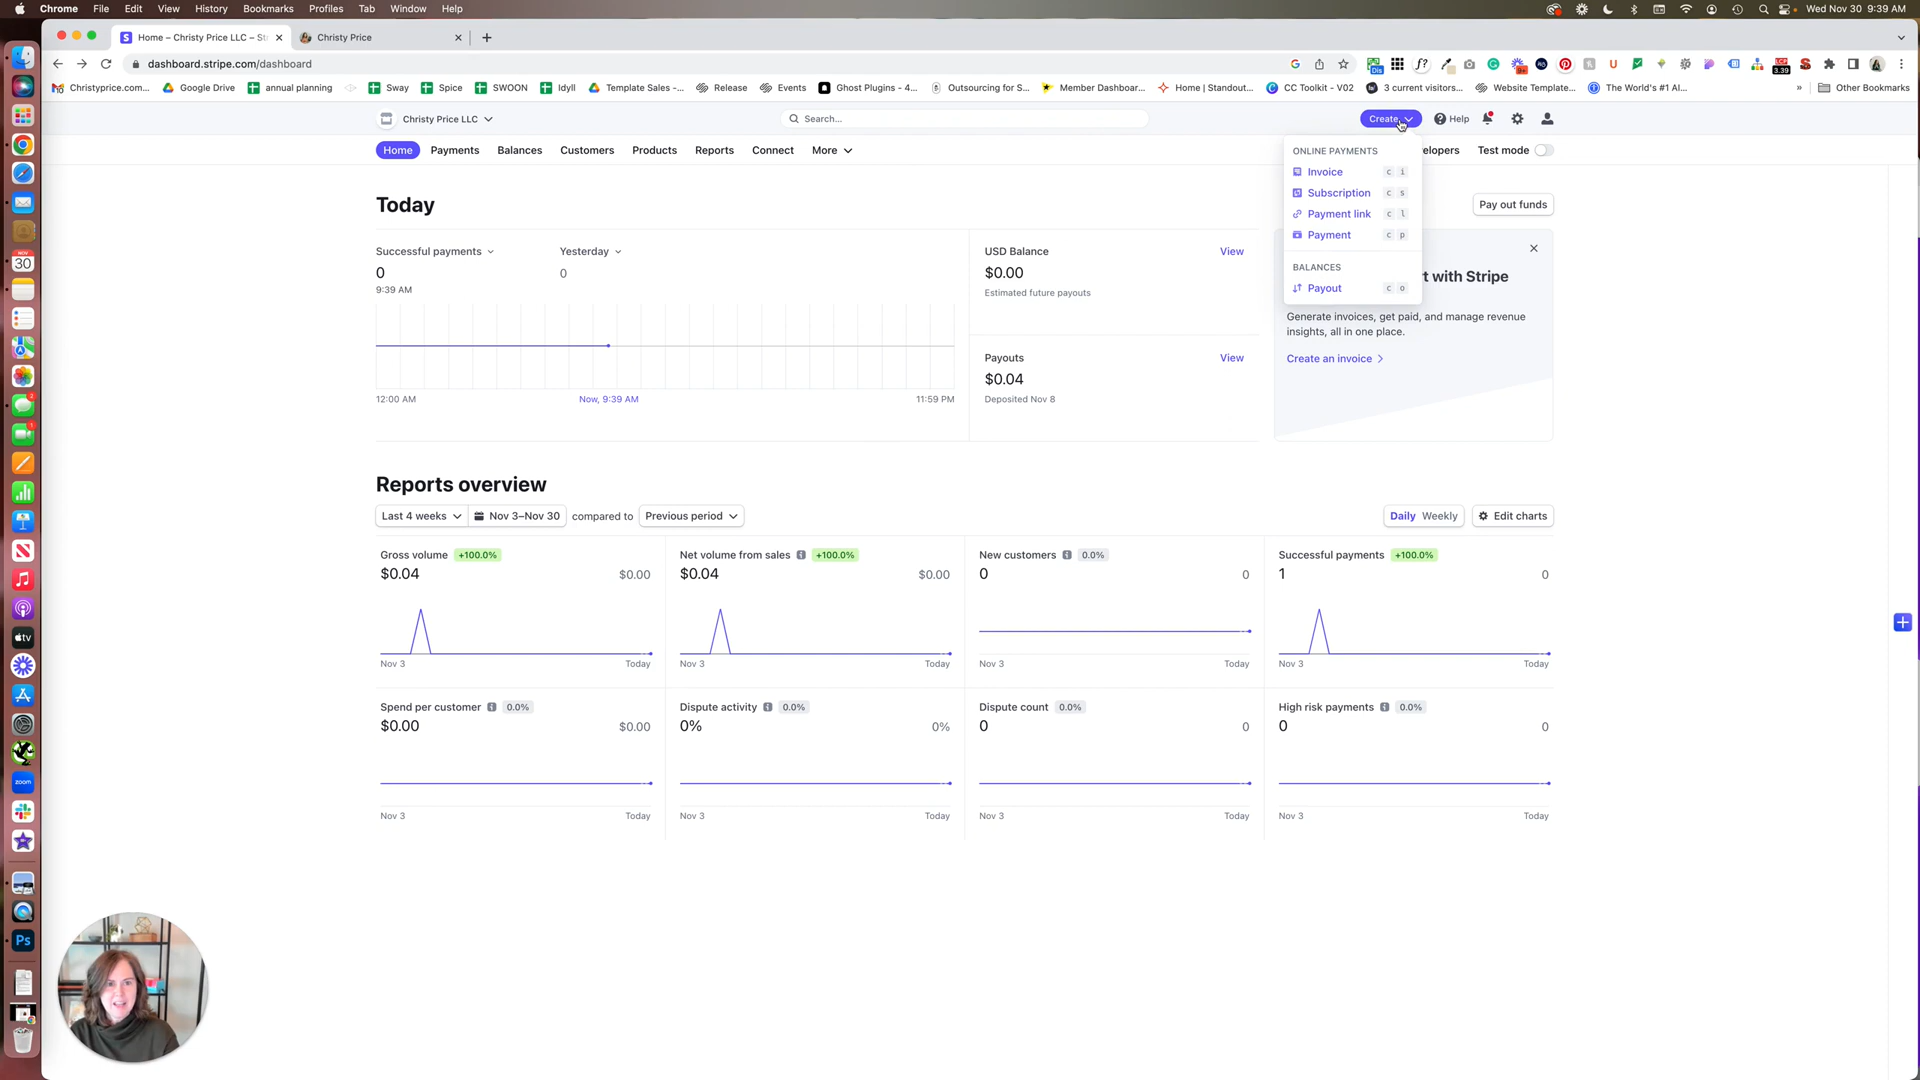 Chrome File Edit View History Bookmarks Profiles Tab Window Help Wed Nov 30 9:39 AM
Home – Christy Price LLC – St Christy Price
dashboard.stripe.com/dashboard
Christyprice.com... Google Drive annual planning Sway Spice SWOON Idyll Template Sales -... Release Events Ghost Plugins - 4... Outsourcing for S... Member Dashboar... Home | Standout... CC Toolkit - V02 3 current visitors... Website Template... The World's #1 AI... » Other Bookmarks
Christy Price LLC Search... Create Help
Home Payments Balances Customers Products Reports Connect More elopers Test mode
ONLINE PAYMENTS
Invoice c i
Subscription c s
Payment link c l
Payment c p
BALANCES
Payout c o
Today Pay out funds
Successful payments Yesterday
0 0
9:39 AM
12:00 AM Now, 9:39 AM 11:59 PM
USD Balance View
$0.00
Estimated future payouts
Payouts View
$0.04
Deposited Nov 8
t with Stripe
Generate invoices, get paid, and manage revenue
insights, all in one place.
Create an invoice
Reports overview
Last 4 weeks Nov 3–Nov 30 compared to Previous period Daily Weekly Edit charts
Gross volume +100.0%
$0.04 $0.00
Nov 3 Today
Net volume from sales +100.0%
$0.04 $0.00
Nov 3 Today
New customers 0.0%
0 0
Nov 3 Today
Successful payments +100.0%
1 0
Nov 3 Today
Spend per customer 0.0%
$0.00 $0.00
Nov 3 Today
Dispute activity 0.0%
0% 0%
Nov 3 Today
Dispute count 0.0%
0 0
Nov 3 Today
High risk payments 0.0%
0 0
Nov 3 Today
NOV
30
tv
zoom
Ps